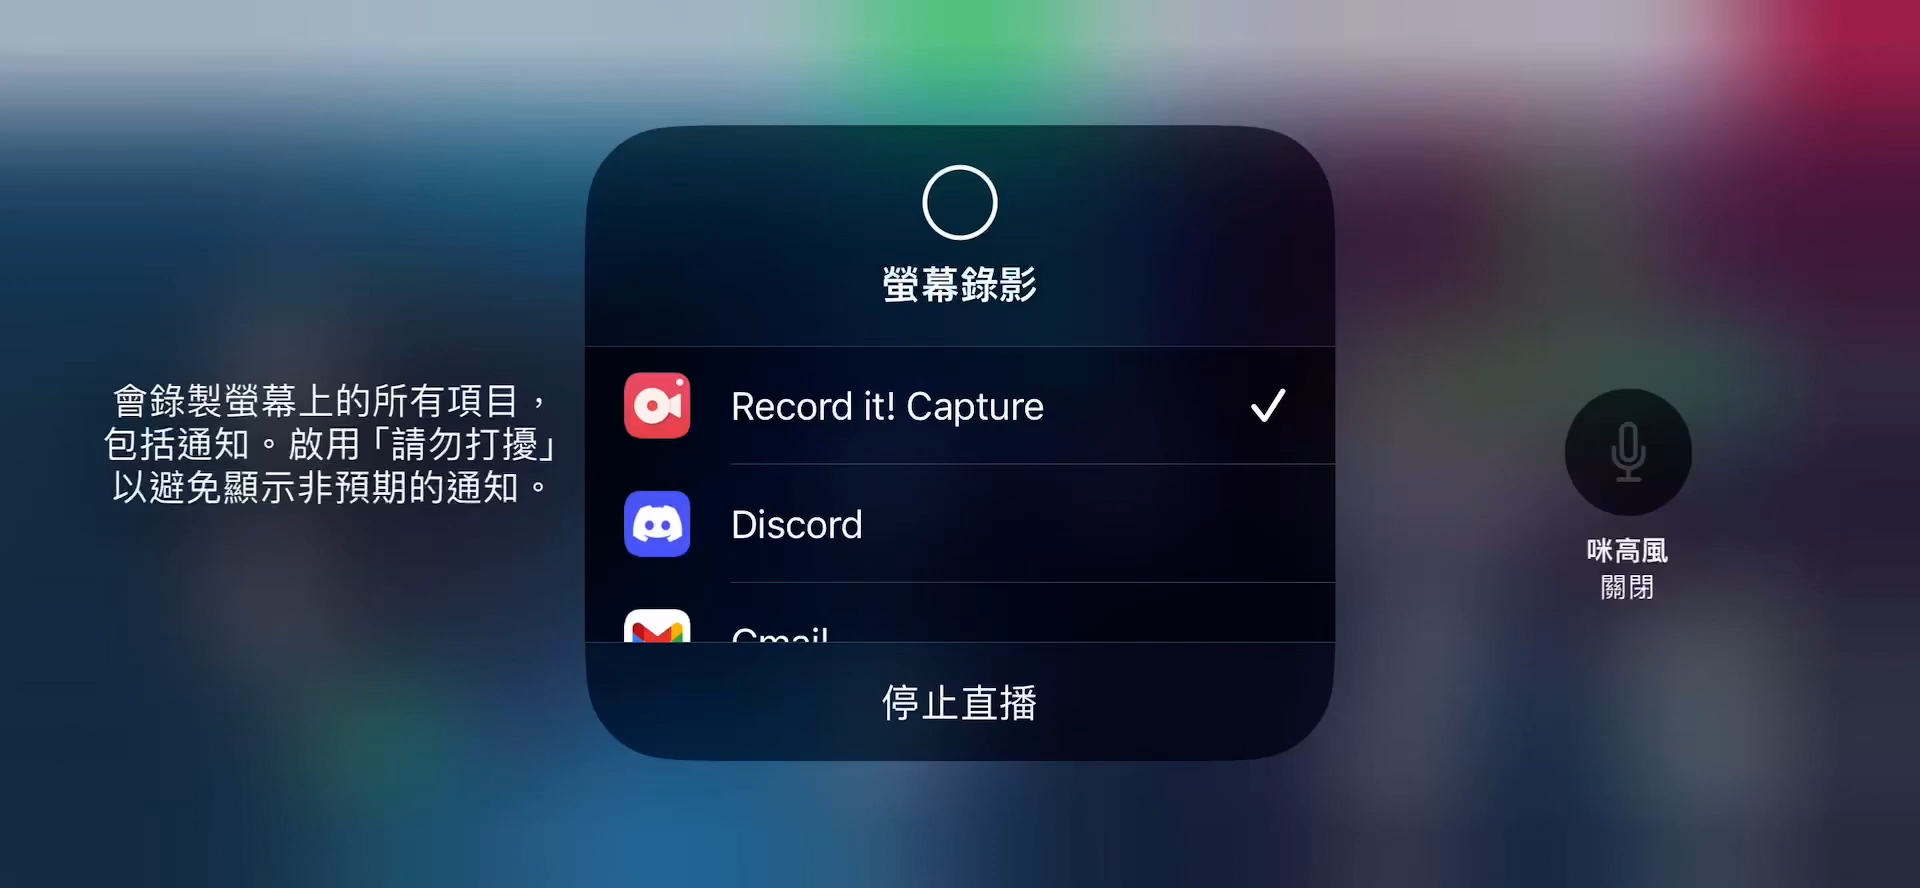 螢幕錄影
會錄製螢幕上的所有項目，
包括通知。啟用「請勿打擾」
以避免顯示非預期的通知。
Record it! Capture
Discord
Gmail
停止直播
咪高風
關閉